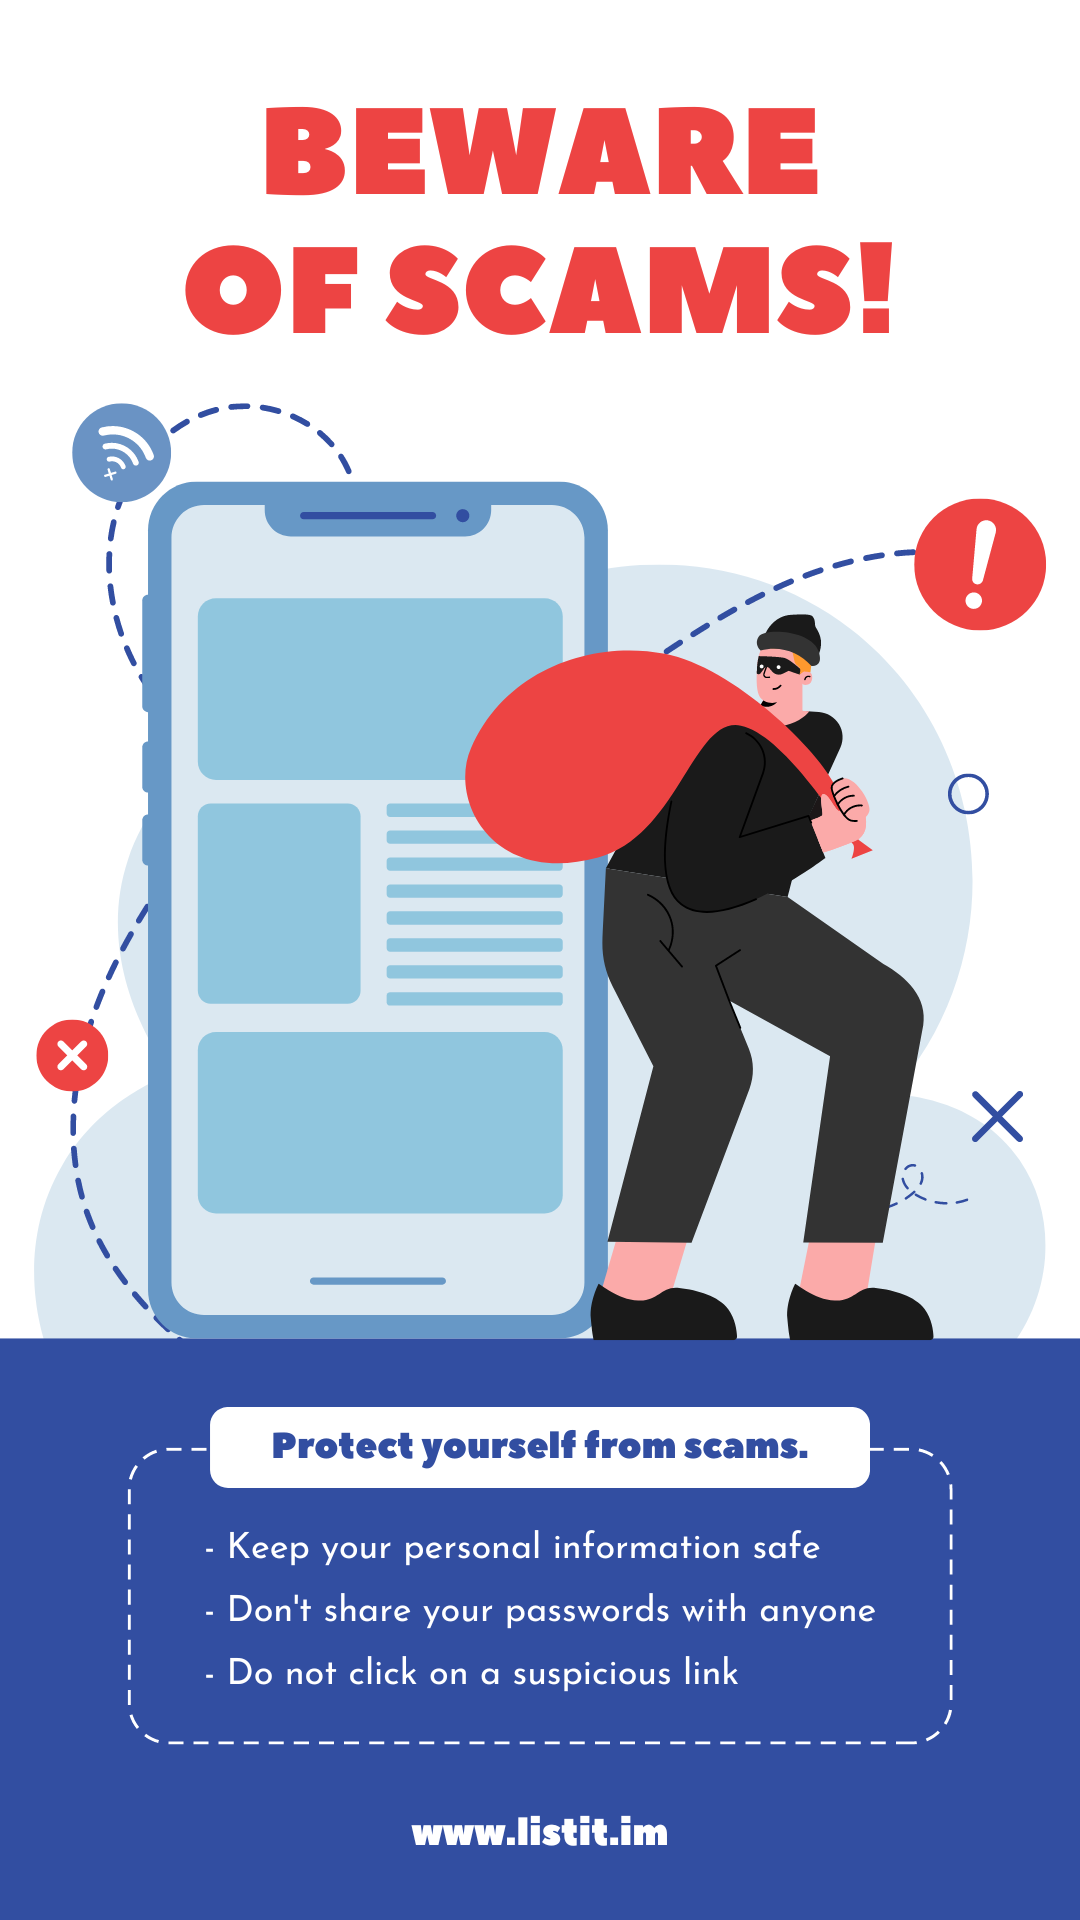 BEWARE
OF SCAMS!
Protect yourself from scams.
- Keep your personal information safe
- Don't share your passwords with anyone
- Do not click on a suspicious link
www.listit.im